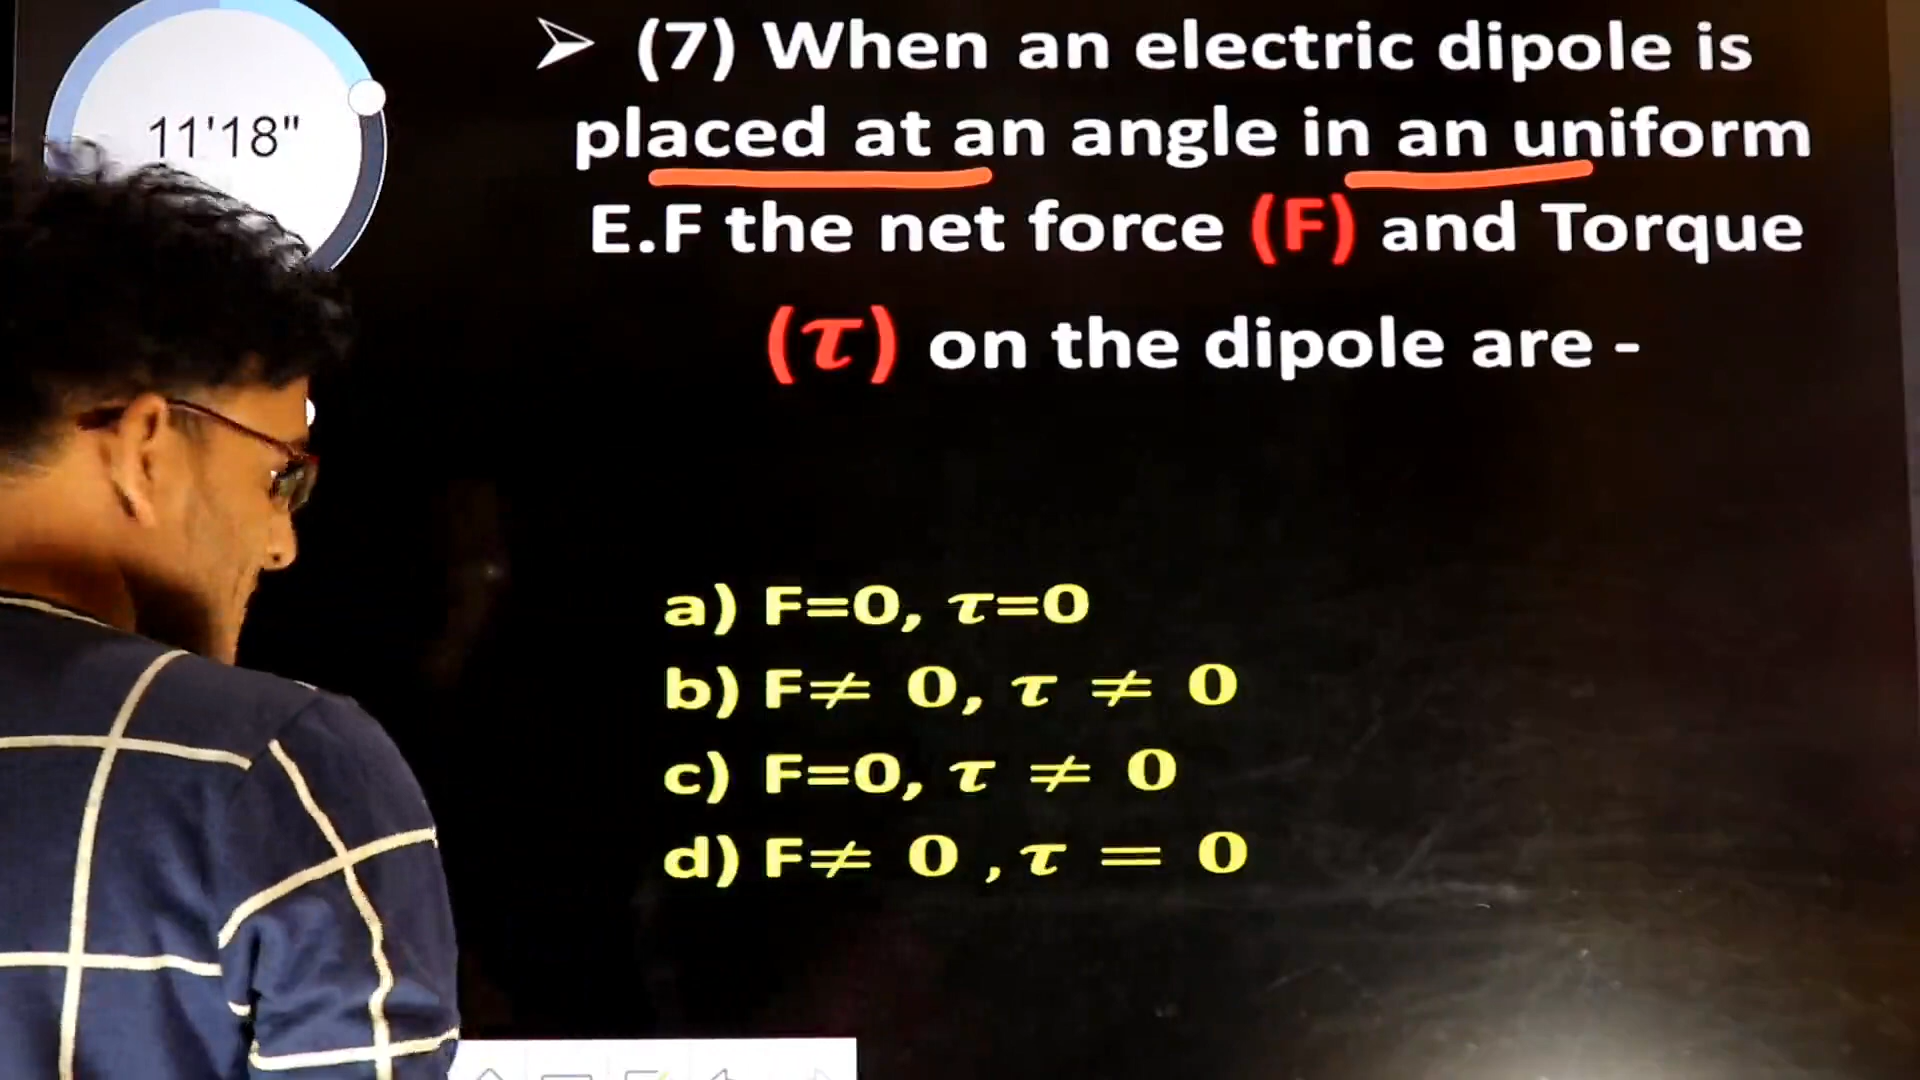 11'18"
➢ (7) When an electric dipole is
placed at an angle in an uniform
E.F the net force (F) and Torque
(τ) on the dipole are -
a) F=0, τ=0
b) F≠ 0, τ ≠ 0
c) F=0, τ ≠ 0
d) F≠ 0 , τ = 0